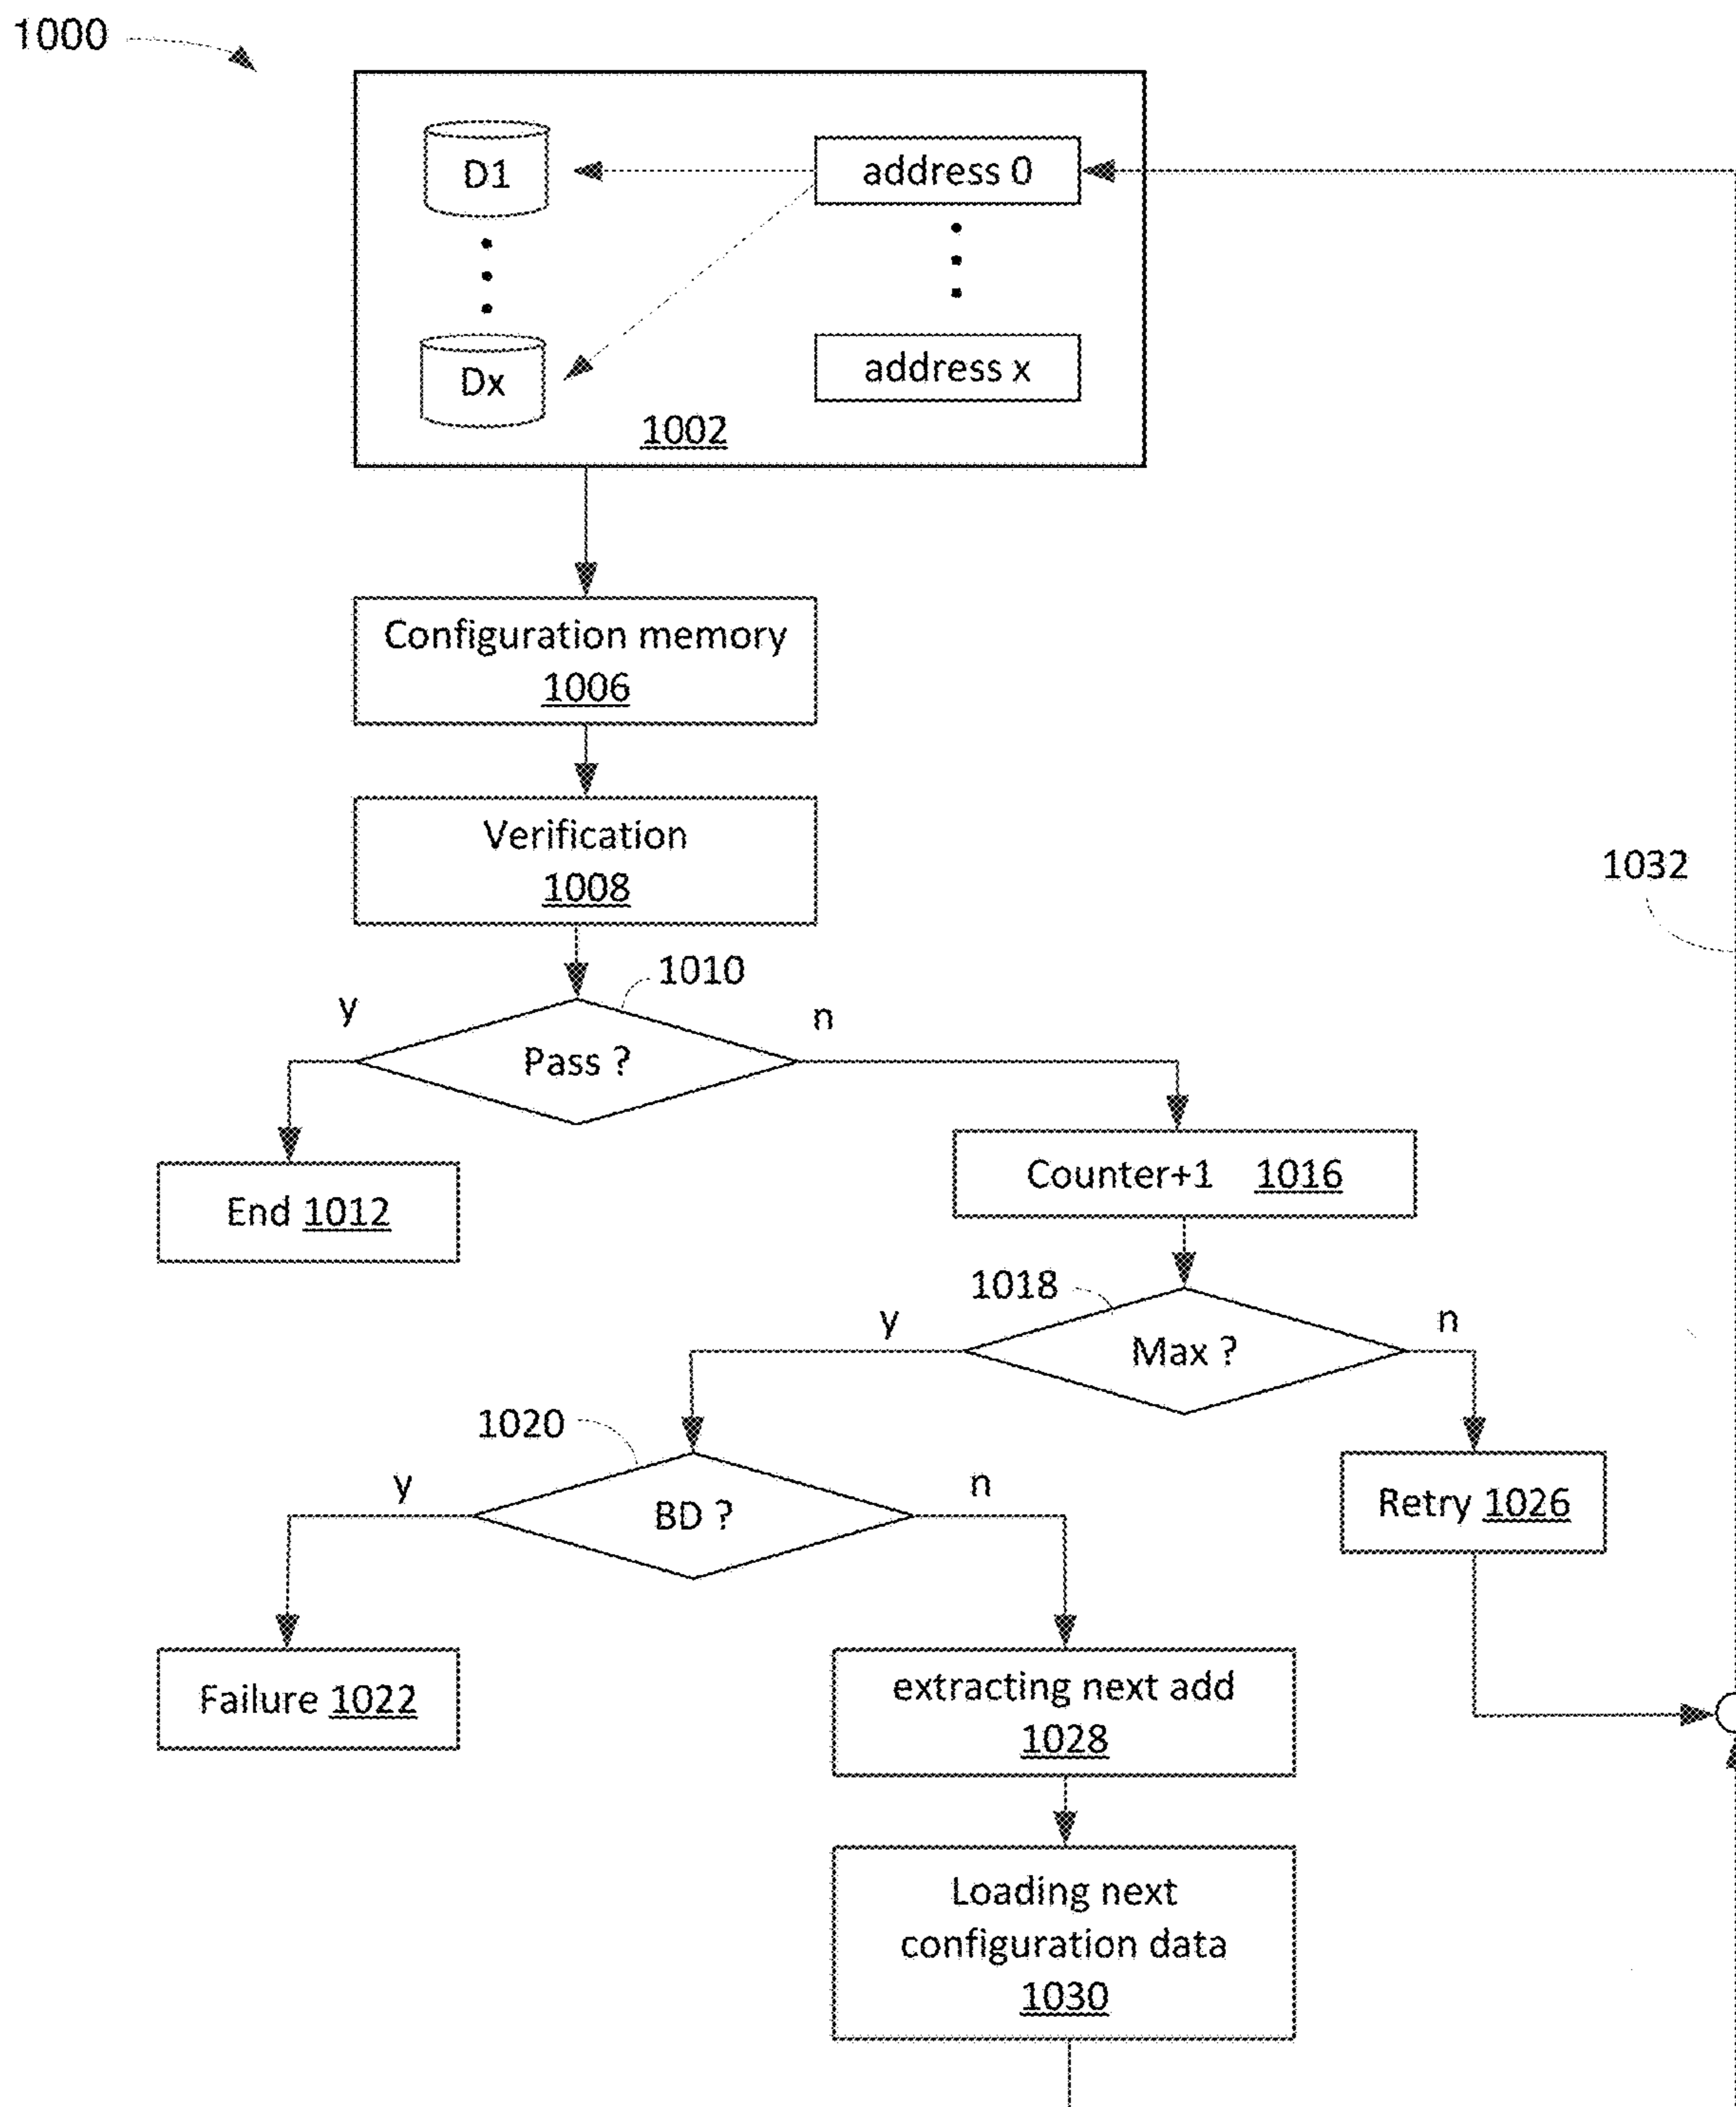 1000
D1
address 0
Dx
address x
1002
Configuration memory
1006
Verification
1008
1032
1010
y
n
Pass ?
Counter+1 1016
End 1012
1018
y
n
Max ?
1020
y
n
BD ?
Retry 1026
Failure 1022
extracting next add
1028
Loading next
configuration data
1030